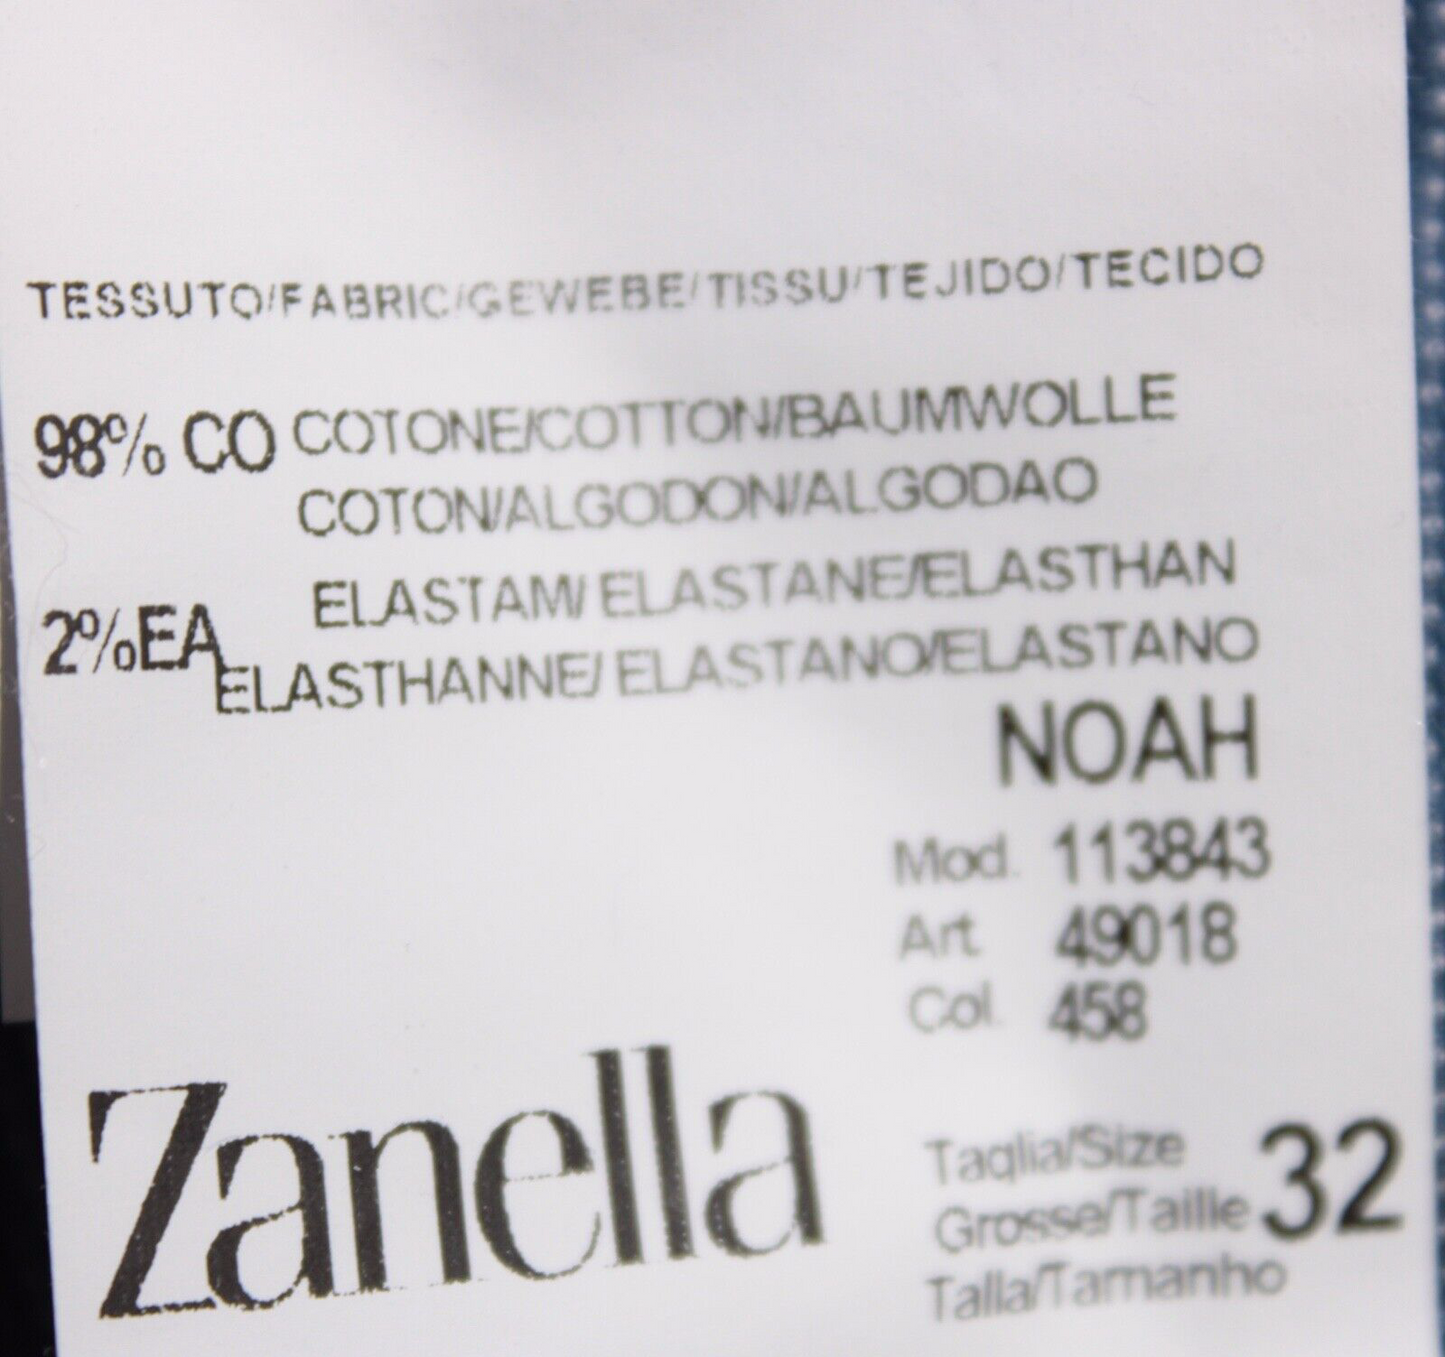 TESSUTO/FABRIC/GEWEBE/TISSU/TEJIDO/TECIDO
98% CO COTONE/COTTON/BAUMWOLLE
COTON/ALGODON/ALGODAO
2%EA ELASTAM/ ELASTANE/ELASTHAN
ELASTHANNE/ ELASTANO/ELASTANO
NOAH
Mod. 113843
Art. 49018
Col. 458
Zanella
Taglia/Size
Grosse/Taille 32
Talla/Tamanho